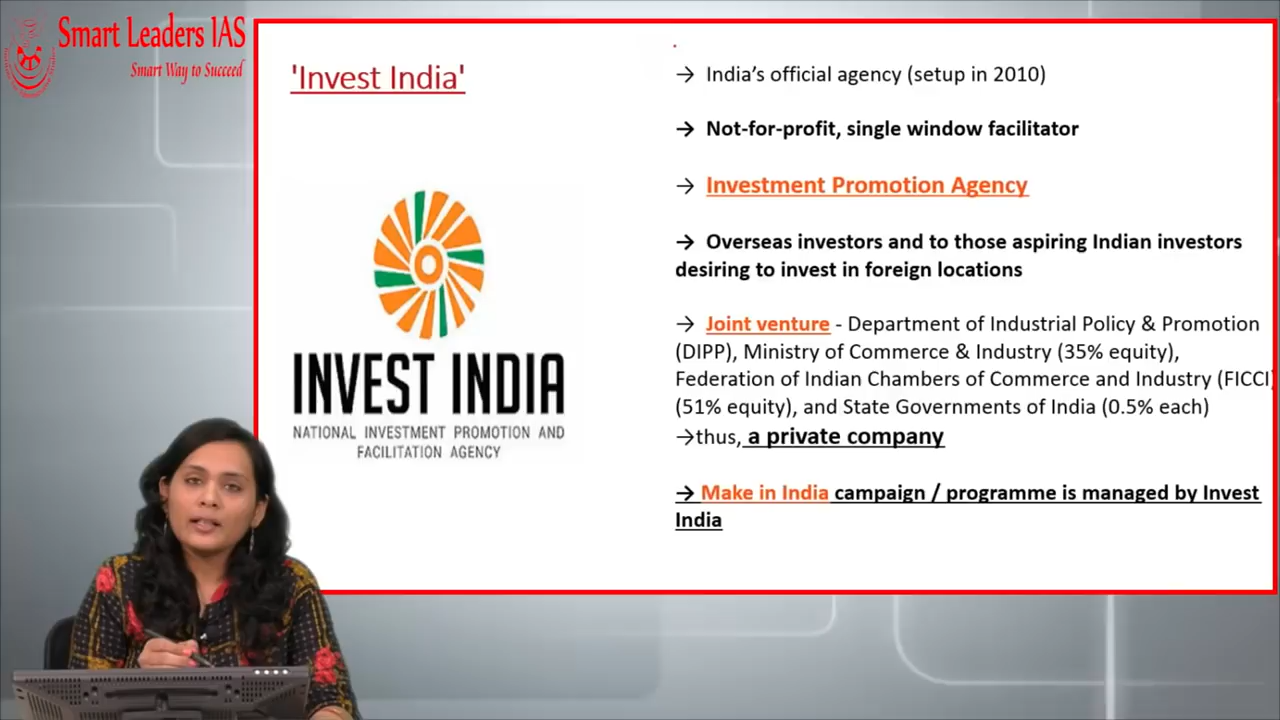 Smart Leaders IAS
Smart Way to Succeed
'Invest India'
INVEST INDIA
NATIONAL INVESTMENT PROMOTION AND
FACILITATION AGENCY
→ India's official agency (setup in 2010)
→ Not-for-profit, single window facilitator
→ Investment Promotion Agency
→ Overseas investors and to those aspiring Indian investors
desiring to invest in foreign locations
→ Joint venture - Department of Industrial Policy & Promotion
(DIPP), Ministry of Commerce & Industry (35% equity),
Federation of Indian Chambers of Commerce and Industry (FICCI)
(51% equity), and State Governments of India (0.5% each)
→thus, a private company
→ Make in India campaign / programme is managed by Invest
India